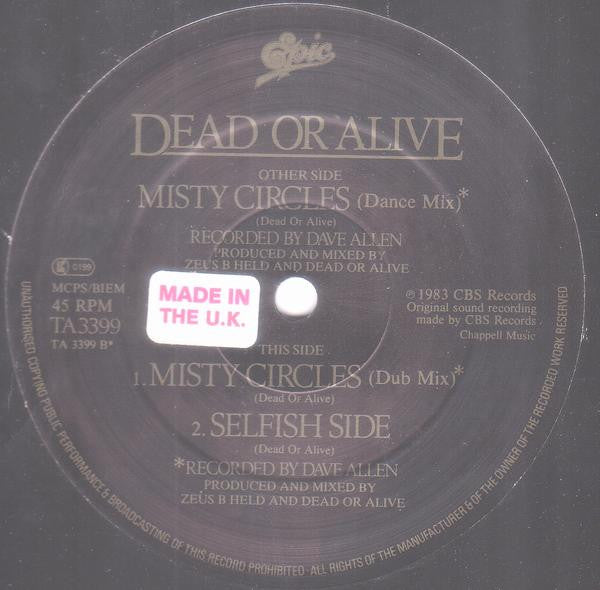 Epic
DEAD OR ALIVE
OTHER SIDE
MISTY CIRCLES (Dance Mix)*
(Dead Or Alive)
RECORDED BY DAVE ALLEN
PRODUCED AND MIXED BY
ZEUS B HELD AND DEAD OR ALIVE
K 0199
MCPS/BIEM
45 RPM
TA3399
TA 3399 B*
MADE IN
THE U.K.
℗ 1983 CBS Records
Original sound recording
made by CBS Records
Chappell Music
THIS SIDE
1. MISTY CIRCLES (Dub Mix)*
(Dead Or Alive)
2. SELFISH SIDE
(Dead Or Alive)
*RECORDED BY DAVE ALLEN
PRODUCED AND MIXED BY
ZEUS B HELD AND DEAD OR ALIVE
UNAUTHORISED COPYING PUBLIC PERFORMANCE & BROADCASTING OF THIS RECORD PROHIBITED · ALL RIGHTS OF THE MANUFACTURER & OF THE OWNER OF THE RECORDED WORK RESERVED